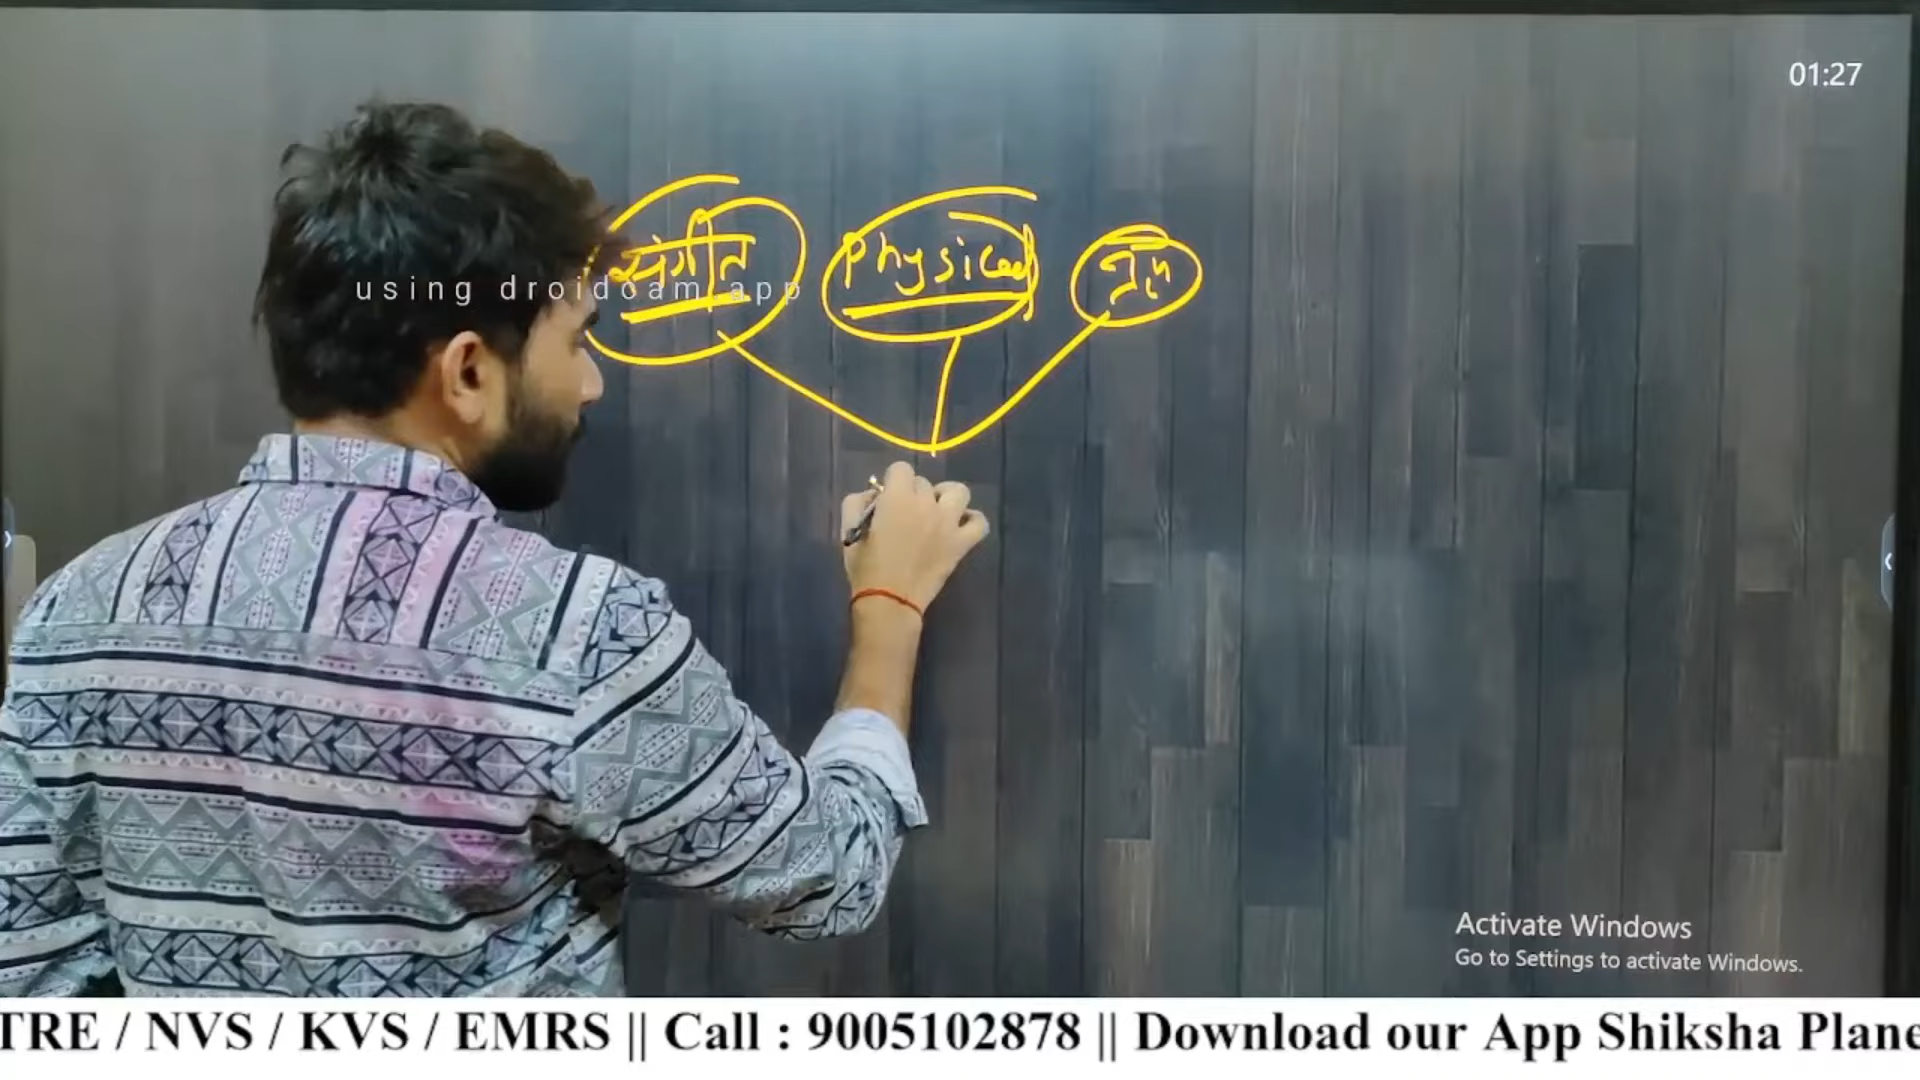 01:27
संगीत Physical
using droidcam app
Activate Windows
Go to Settings to activate Windows.
TRE / NVS / KVS / EMRS || Call : 9005102878 || Download our App Shiksha Plane